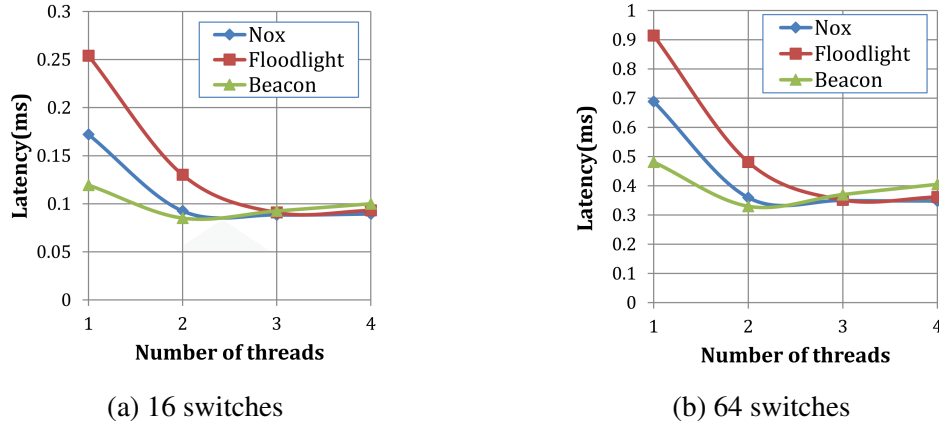 0.3
0.25
0.2
0.15
0.1
0.05
0
Latency(ms)
Nox
Floodlight
Beacon
1 2 3 4
Number of threads
(a) 16 switches
1
0.9
0.8
0.7
0.6
0.5
0.4
0.3
0.2
0.1
0
Latency(ms)
Nox
Floodlight
Beacon
1 2 3 4
Number of threads
(b) 64 switches